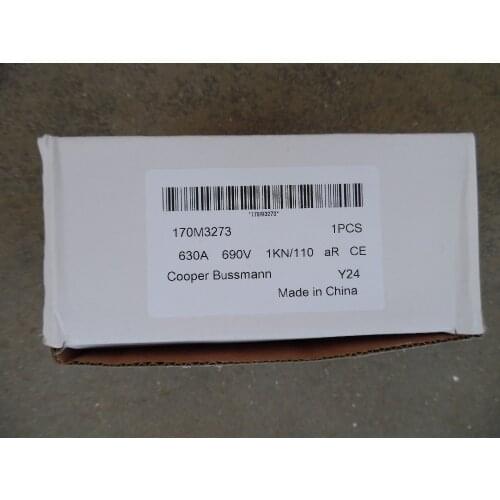 *170M3273*
170M3273 1PCS
630A 690V 1KN/110 aR CE
Cooper Bussmann Y24
Made in China